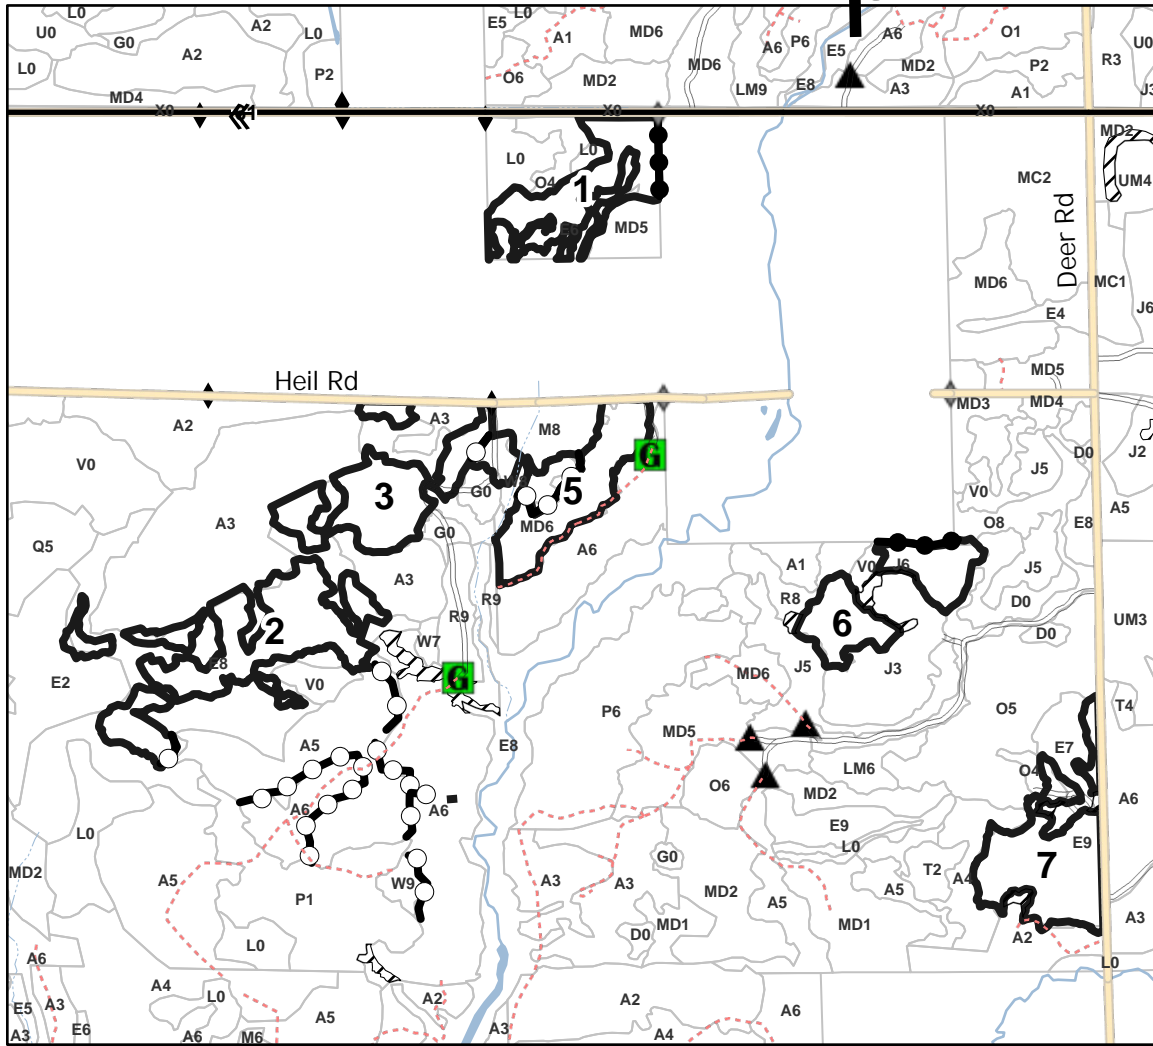 L0
U0
G0
A2
A2
L0
L0
P2
MD4
E5
L0
A1
MD6
O6
MD2
MD6
LM9
A6
P6
E5
E8
A6
MD2
A3
O1
P2
A1
R3
U0
X0
X0
X0
MD2
L0
L0
O4
1
MD5
MC2
UM4
Deer Rd
MD6
MC1
E4
J6
MD5
Heil Rd
MD3
MD4
A2
A3
M8
V0
3
G0
G
5
J5
D0
J2
V0
A3
Q5
G0
MD6
A6
O8
E8
A5
A1
V0
J6
J5
A3
R8
D0
R9
R9
6
UM3
D0
2
E8
W7
J5
J3
E2
V0
G
MD6
P6
O5
T4
A5
MD5
E8
LM6
E7
O4
O6
MD2
A6
A6
A6
L0
E9
E9
L0
MD2
G0
7
A5
W9
A3
A3
MD2
A5
A5
T2
A4
P1
MD1
MD1
D0
A3
L0
A2
A6
L0
A4
L0
A2
A2
A6
E5
A3
E6
A5
A3
A6
M6
A3
A4